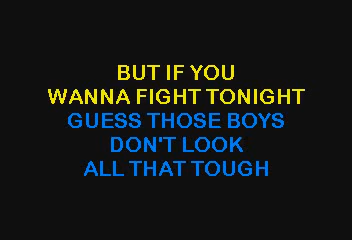 BUT IF YOU
WANNA FIGHT TONIGHT
GUESS THOSE BOYS
DON'T LOOK
ALL THAT TOUGH